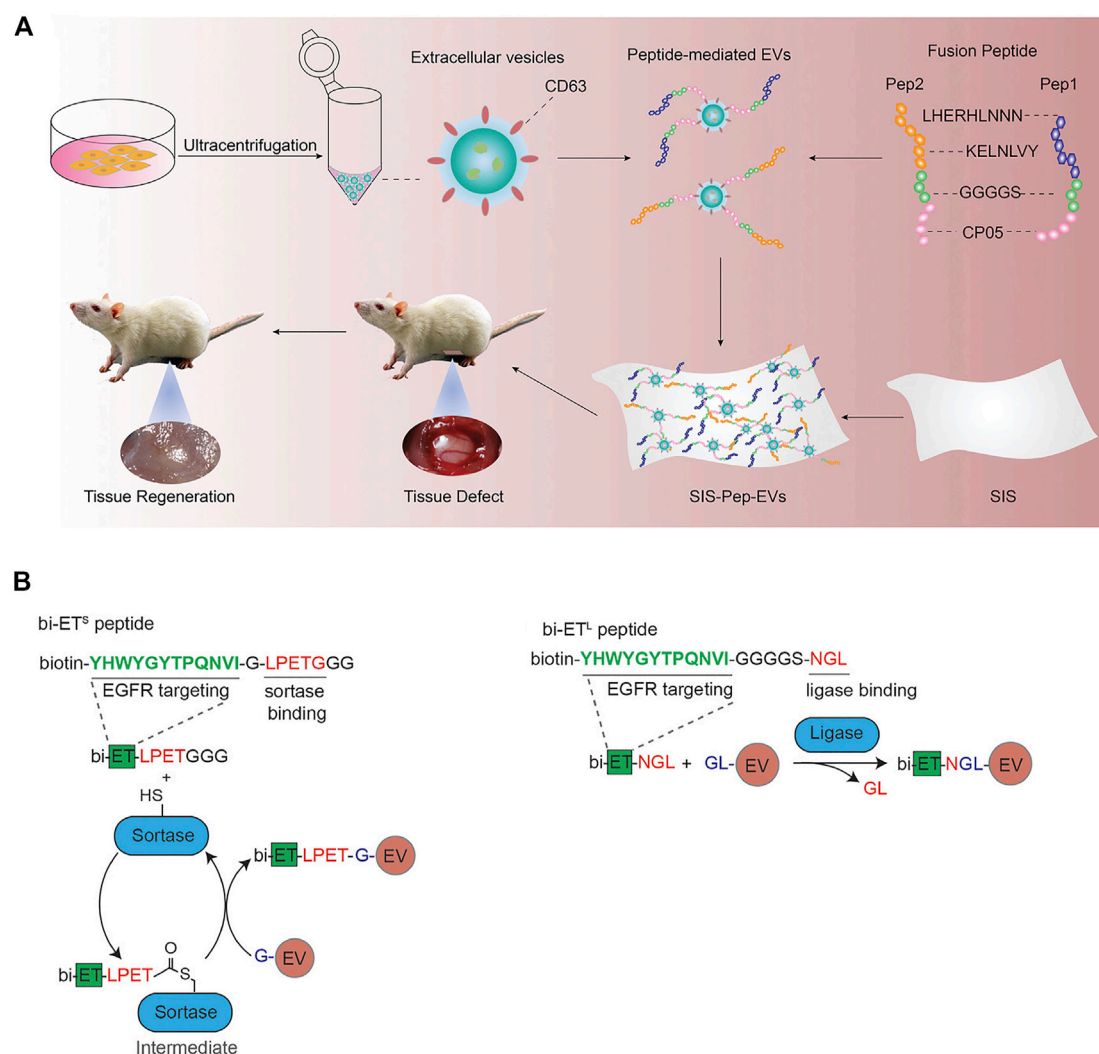 A
Extracellular vesicles
Peptide-mediated EVs
Fusion Peptide
CD63
Pep2
Pep1
LHERHLNNN
Ultracentrifugation
KELNLVY
GGGGS
CP05
Tissue Regeneration
Tissue Defect
SIS-Pep-EVs
SIS
B
bi-ETS peptide
biotin-YHWYGYTPQNVI-G-LPETGGG
EGFR targeting
sortase
binding
bi-ET-LPETGGG
+
HS
Sortase
bi-ET-LPET-G-EV
G-EV
O
bi-ET-LPET
S
Sortase
Intermediate
bi-ETL peptide
biotin-YHWYGYTPQNVI-GGGGS-NGL
EGFR targeting
ligase binding
Ligase
bi-ET-NGL + GL-EV
bi-ET-NGL-EV
GL